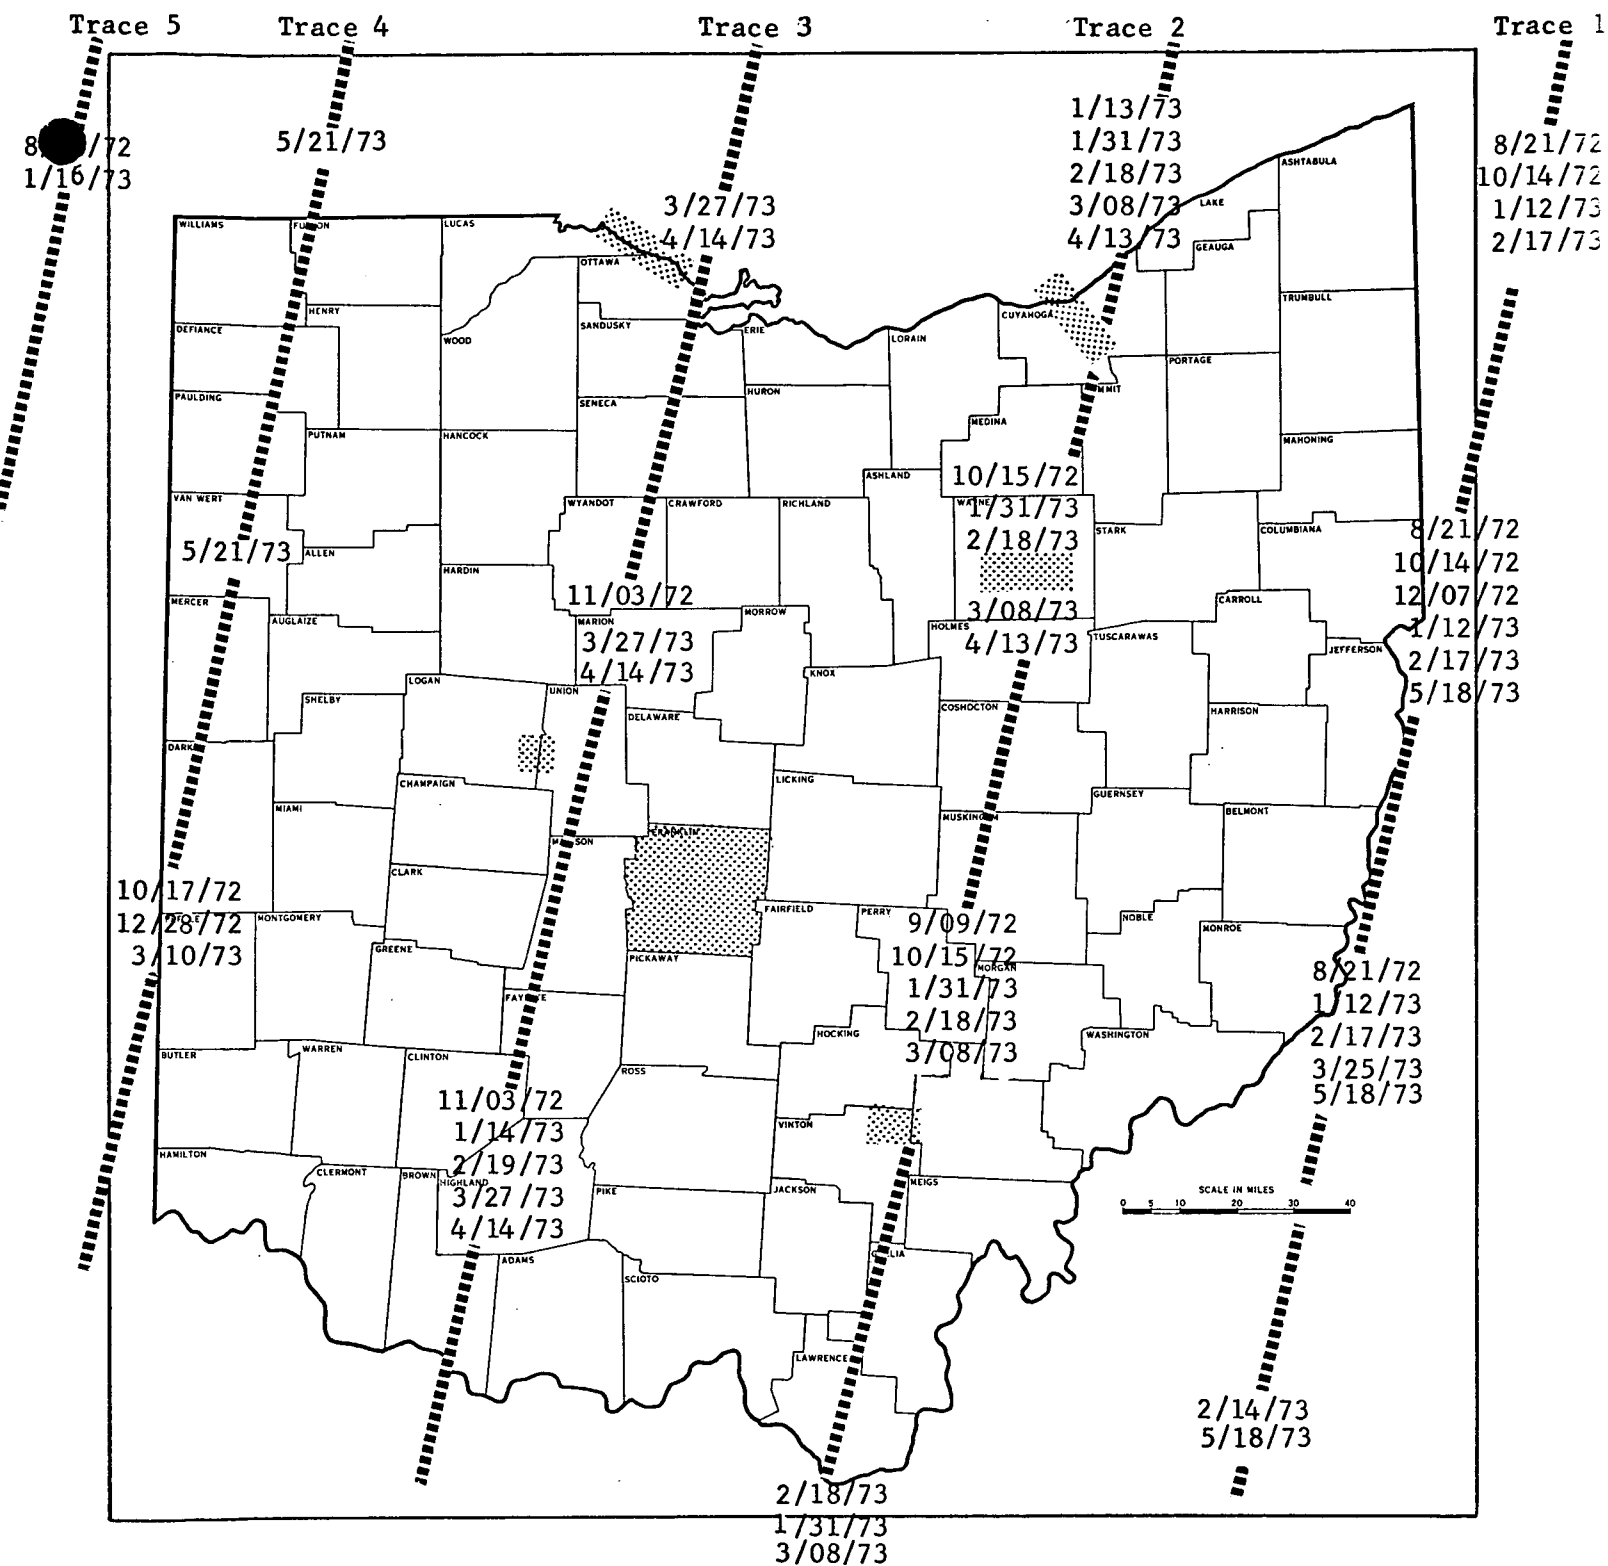 Trace 5
Trace 4
Trace 3
Trace 2
Trace 1
1/16/73
5/21/73
3/27/73
4/14/73
1/13/73
1/31/73
2/18/73
3/08/73
4/13/73
8/21/72
10/14/72
1/12/73
2/17/73
WILLIAMS
LUCAS
OTTAWA
LAKE
ASHTABULA
GEAUGA
HENRY
DEFIANCE
WOOD
SANDUSKY
ERIE
LORAIN
CUYAHOGA
TRUMBULL
PAULDING
SENECA
HURON
MEDINA
PORTAGE
PUTNAM
HANCOCK
MAHONING
VAN WERT
WYANDOT
CRAWFORD
RICHLAND
ASHLAND
10/15/72
WAYNE
1/31/73
2/18/73
3/08/73
4/13/73
STARK
COLUMBIANA
8/21/72
10/14/72
12/07/72
1/12/73
2/17/73
5/18/73
5/21/73
ALLEN
HARDIN
MERCER
AUGLAIZE
11/03/72
MARION
3/27/73
4/14/73
MORROW
HOLMES
TUSCARAWAS
CARROLL
JEFFERSON
LOGAN
SHELBY
UNION
DELAWARE
KNOX
COSHOCTON
HARRISON
CHAMPAIGN
MIAMI
LICKING
GUERNSEY
BELMONT
FRANKLIN
CLARK
10/17/72
12/28/72
3/10/73
MONTGOMERY
GREENE
PICKAWAY
FAIRFIELD
PERRY
9/09/72
10/15/72
1/31/73
2/18/73
3/08/73
MORGAN
NOBLE
MONROE
8/21/72
1/12/73
2/17/73
3/25/73
5/18/73
BUTLER
WARREN
CLINTON
ROSS
HOCKING
WASHINGTON
11/03/72
1/14/73
2/19/73
3/27/73
4/14/73
VINTON
HAMILTON
CLERMONT
BROWN
HIGHLAND
PIKE
JACKSON
MEIGS
SCALE IN MILES
0 5 10 20 30 40
ADAMS
SCIOTO
LAWRENCE
2/14/73
5/18/73
2/18/73
1/31/73
3/08/73